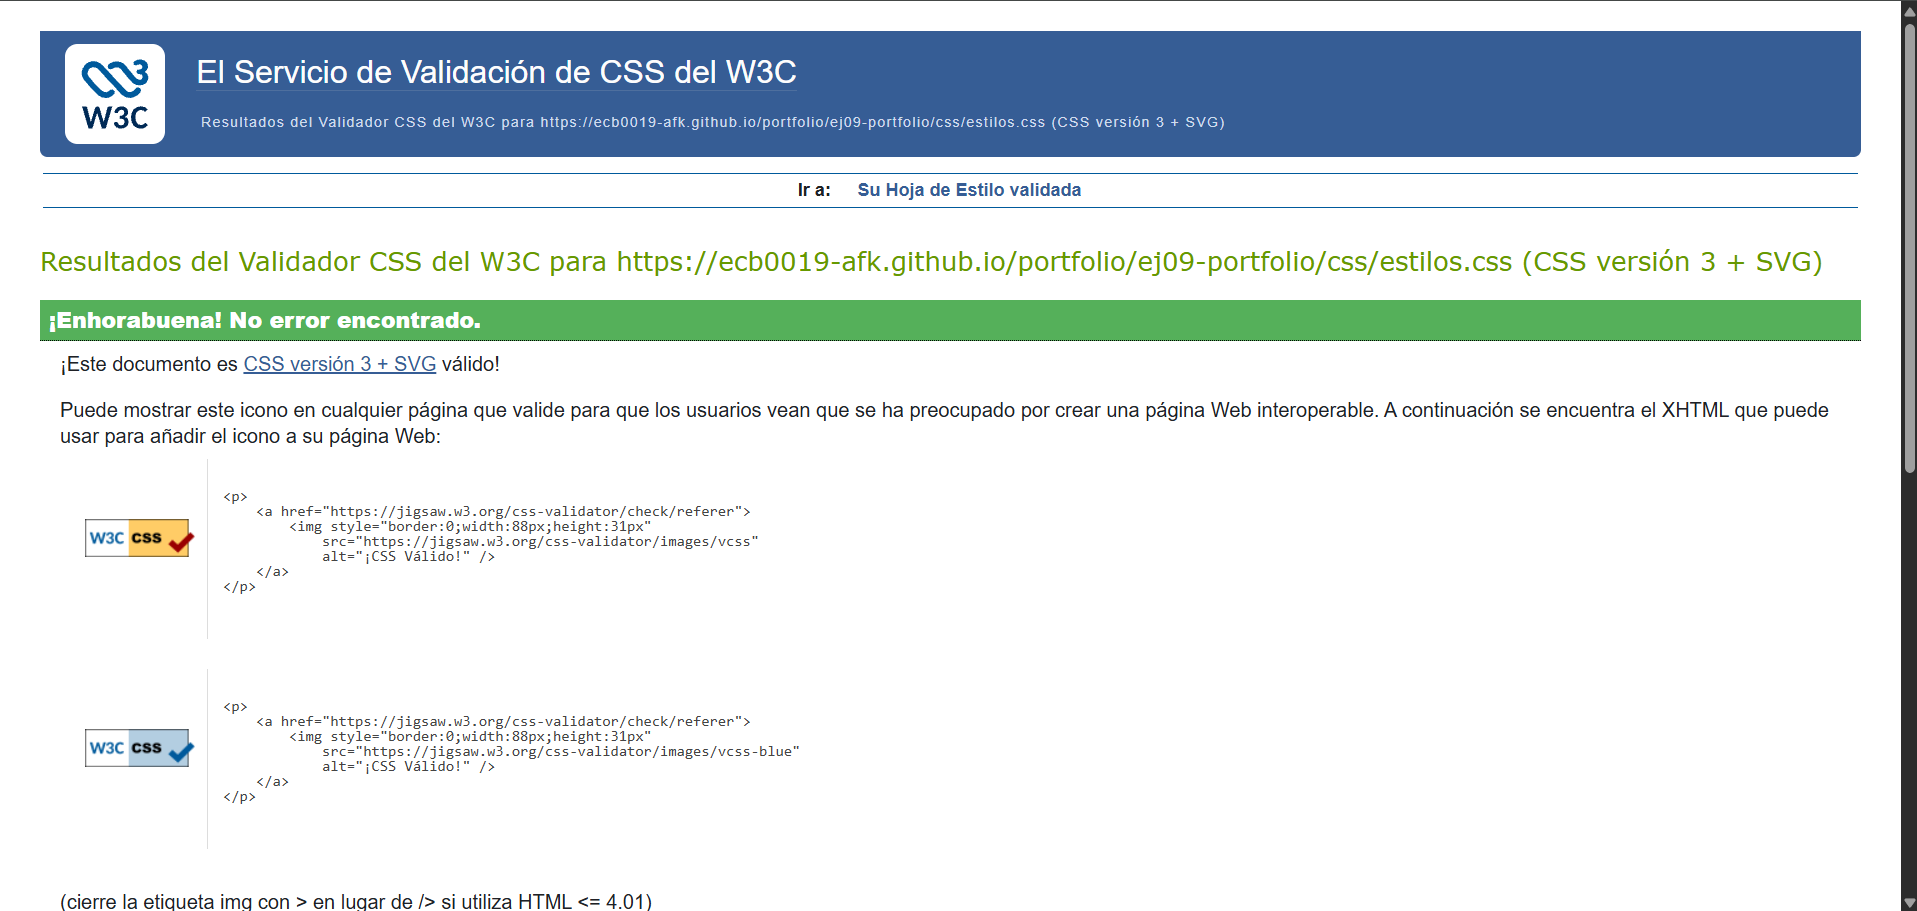 W3C
El Servicio de Validación de CSS del W3C
Resultados del Validador CSS del W3C para https://ecb0019-afk.github.io/portfolio/ej09-portfolio/css/estilos.css (CSS versión 3 + SVG)
Ir a: Su Hoja de Estilo validada
Resultados del Validador CSS del W3C para https://ecb0019-afk.github.io/portfolio/ej09-portfolio/css/estilos.css (CSS versión 3 + SVG)
¡Enhorabuena! No error encontrado.
¡Este documento es CSS versión 3 + SVG válido!
Puede mostrar este icono en cualquier página que valide para que los usuarios vean que se ha preocupado por crear una página Web interoperable. A continuación se encuentra el XHTML que puede
usar para añadir el icono a su página Web:
W3C css
<p>
    <a href="https://jigsaw.w3.org/css-validator/check/referer">
        <img style="border:0;width:88px;height:31px"
            src="https://jigsaw.w3.org/css-validator/images/vcss"
            alt="¡CSS Válido!" />
    </a>
</p>
W3C css
<p>
    <a href="https://jigsaw.w3.org/css-validator/check/referer">
        <img style="border:0;width:88px;height:31px"
            src="https://jigsaw.w3.org/css-validator/images/vcss-blue"
            alt="¡CSS Válido!" />
    </a>
</p>
(cierre la etiqueta img con > en lugar de /> si utiliza HTML <= 4.01)